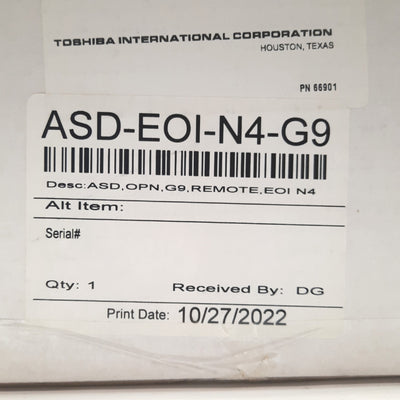 TOSHIBA INTERNATIONAL CORPORATION
HOUSTON, TEXAS
PN 66901
ASD-EOI-N4-G9
Desc:ASD,OPN,G9,REMOTE,EOI N4
Alt Item:
Serial#
Qty: 1 Received By: DG
Print Date: 10/27/2022